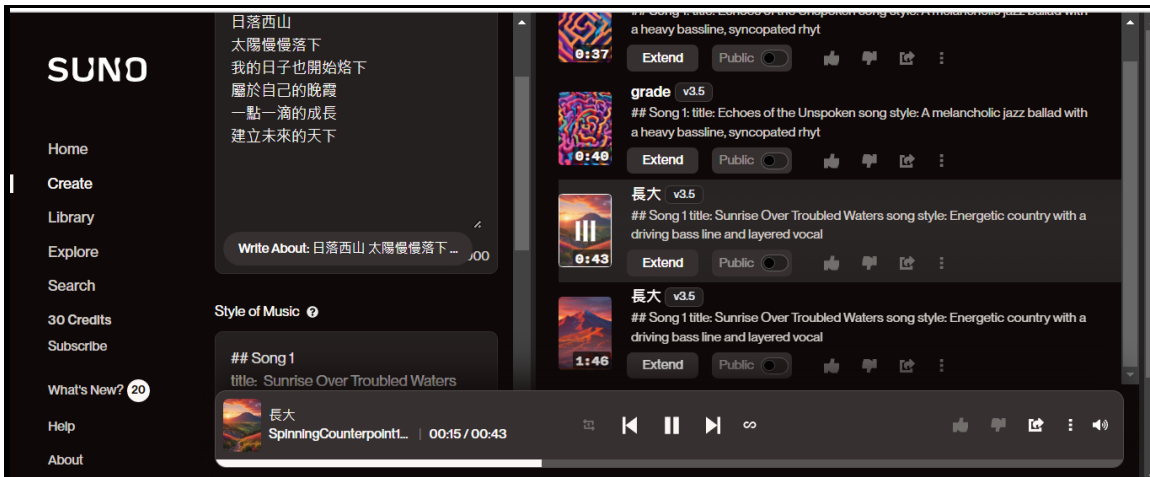 SUNO
Home
Create
Library
Explore
Search
30 Credits
Subscribe
What's New? 20
Help
About
日落西山
太陽慢慢落下
我的日子也開始烙下
屬於自己的晚霞
一點一滴的成長
建立未來的天下
Write About: 日落西山 太陽慢慢落下 ...
Style of Music ?
## Song 1
title: Sunrise Over Troubled Waters
a heavy bassline, syncopated rhyt
0:37
Extend
Public
grade v3.5
## Song 1: title: Echoes of the Unspoken song style: A melancholic jazz ballad with
a heavy bassline, syncopated rhyt
0:40
Extend
Public
長大 v3.5
## Song 1 title: Sunrise Over Troubled Waters song style: Energetic country with a
driving bass line and layered vocal
0:43
Extend
Public
長大 v3.5
## Song 1 title: Sunrise Over Troubled Waters song style: Energetic country with a
driving bass line and layered vocal
1:46
Extend
Public
長大
SpinningCounterpoint1... | 00:15 / 00:43